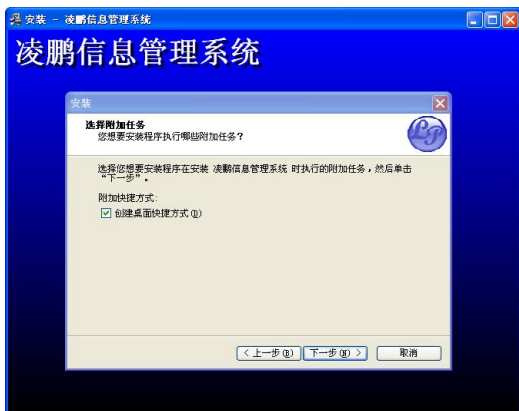 安装 - 凌鹏信息管理系统
凌鹏信息管理系统
安装
选择附加任务
您想要安装程序执行哪些附加任务？
LP
选择您想要安装程序在安装 凌鹏信息管理系统 时执行的附加任务，然后单击
“下一步”。
附加快捷方式:
创建桌面快捷方式(D)
< 上一步(B)
下一步(N) >
取消